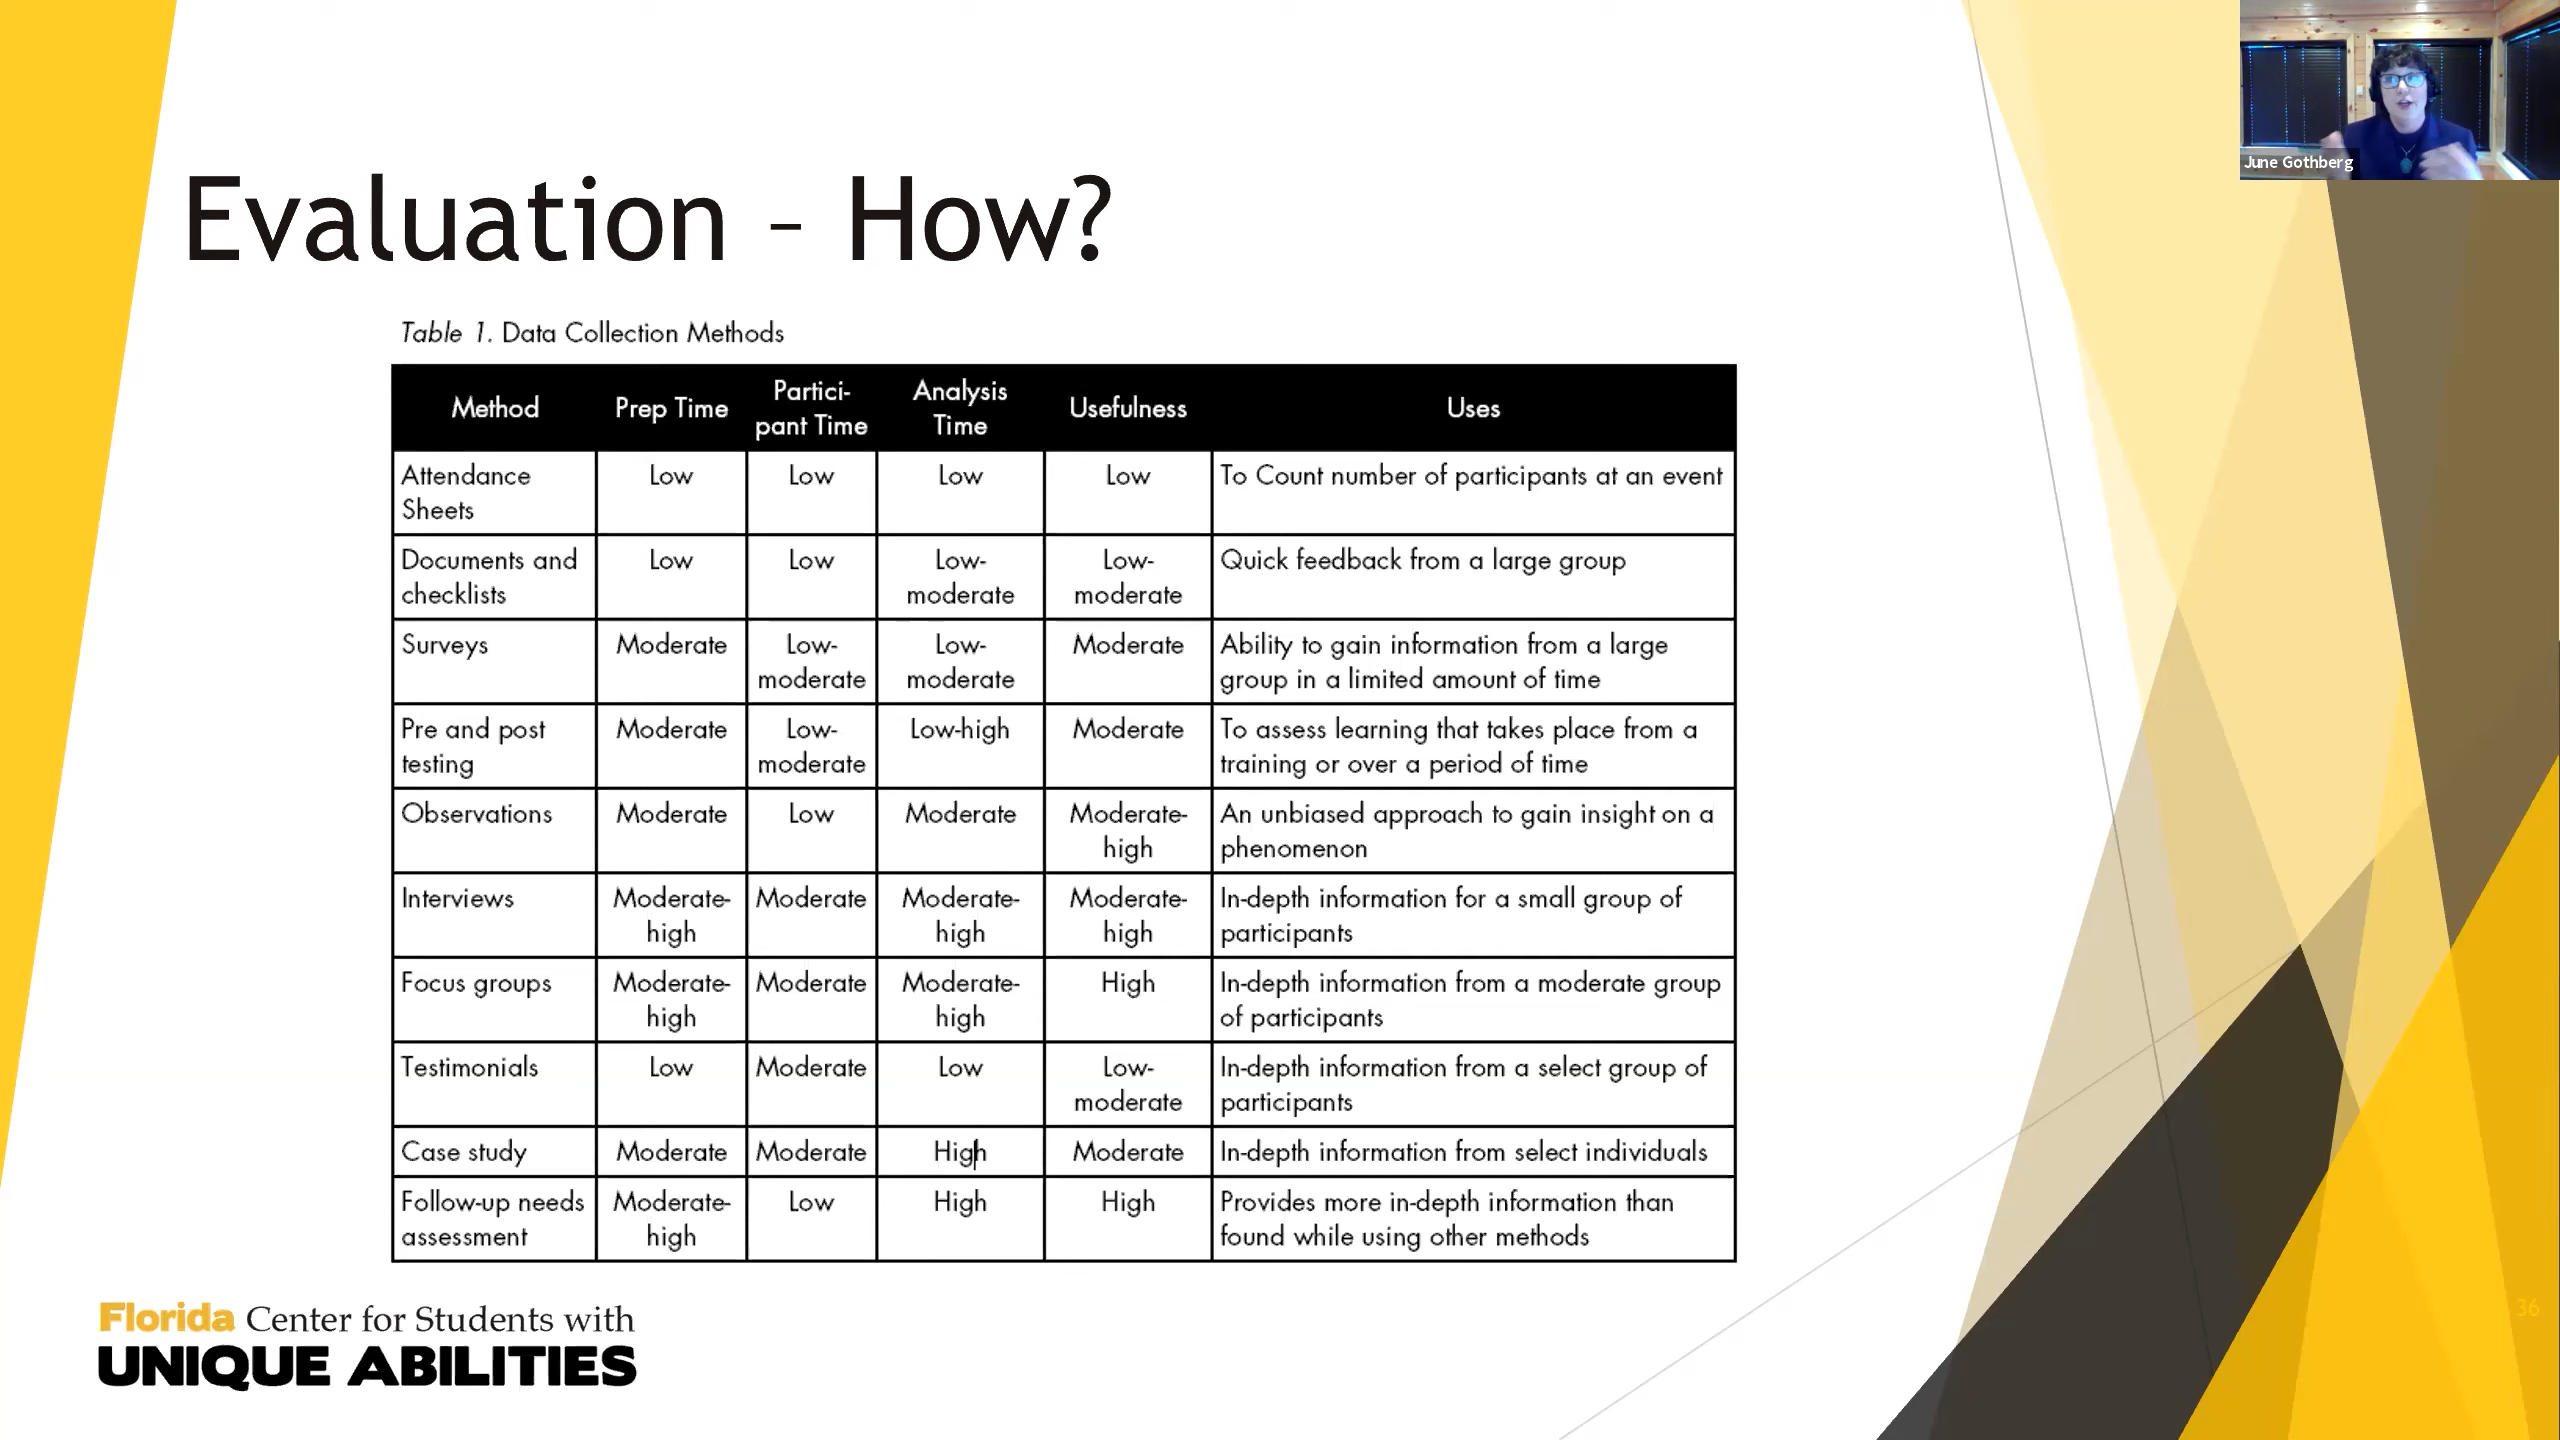 June Gothberg
Evaluation – How?
Table 1. Data Collection Methods
Method Prep Time Partici-pant Time Analysis Time Usefulness Uses
Attendance Sheets Low Low Low Low To Count number of participants at an event
Documents and checklists Low Low Low-moderate Low-moderate Quick feedback from a large group
Surveys Moderate Low-moderate Low-moderate Moderate Ability to gain information from a large group in a limited amount of time
Pre and post testing Moderate Low-moderate Low-high Moderate To assess learning that takes place from a training or over a period of time
Observations Moderate Low Moderate Moderate-high An unbiased approach to gain insight on a phenomenon
Interviews Moderate-high Moderate Moderate-high Moderate-high In-depth information for a small group of participants
Focus groups Moderate-high Moderate Moderate-high High In-depth information from a moderate group of participants
Testimonials Low Moderate Low Low-moderate In-depth information from a select group of participants
Case study Moderate Moderate High Moderate In-depth information from select individuals
Follow-up needs assessment Moderate-high Low High High Provides more in-depth information than found while using other methods
Florida Center for Students with
UNIQUE ABILITIES
36